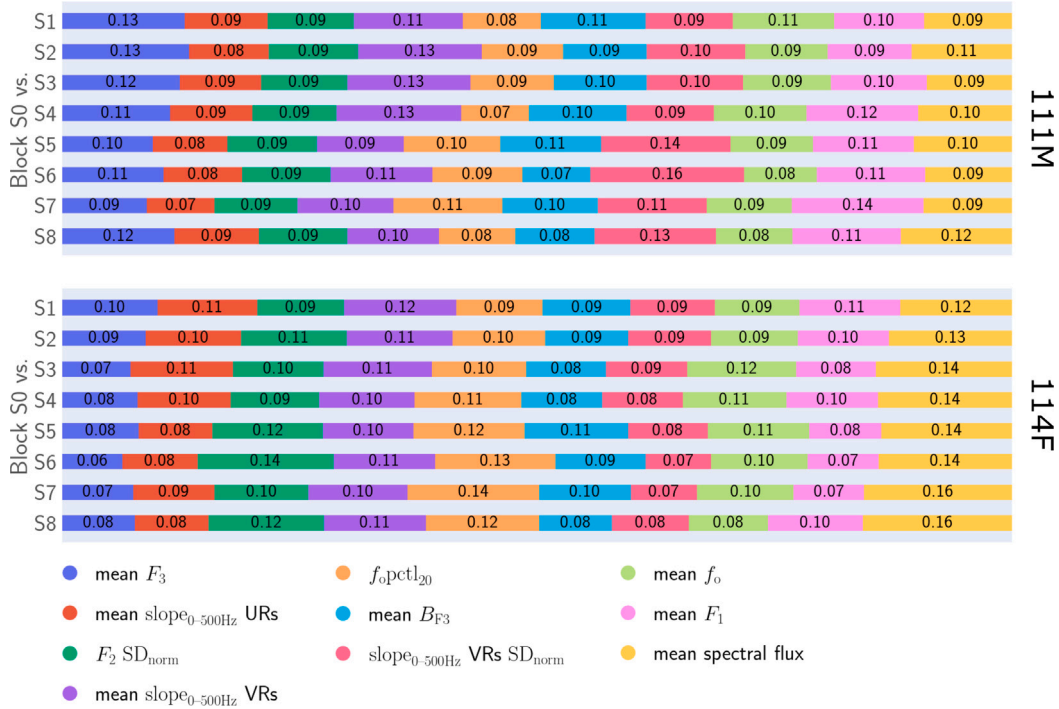 S1 0.13 0.09 0.09 0.11 0.08 0.11 0.09 0.11 0.10 0.09
S2 0.13 0.08 0.09 0.13 0.09 0.09 0.10 0.09 0.09 0.11
S3 0.12 0.09 0.09 0.13 0.09 0.10 0.10 0.09 0.10 0.09
S4 0.11 0.09 0.09 0.13 0.07 0.10 0.09 0.10 0.12 0.10
S5 0.10 0.08 0.09 0.09 0.10 0.11 0.14 0.09 0.11 0.10
S6 0.11 0.08 0.09 0.11 0.09 0.07 0.16 0.08 0.11 0.09
S7 0.09 0.07 0.09 0.10 0.11 0.10 0.11 0.09 0.14 0.09
S8 0.12 0.09 0.09 0.10 0.08 0.08 0.13 0.08 0.11 0.12
Block S0 vs.
111M
S1 0.10 0.11 0.09 0.12 0.09 0.09 0.09 0.09 0.11 0.12
S2 0.09 0.10 0.11 0.11 0.10 0.09 0.09 0.09 0.10 0.13
S3 0.07 0.11 0.10 0.11 0.10 0.08 0.09 0.12 0.08 0.14
S4 0.08 0.10 0.09 0.10 0.11 0.08 0.08 0.11 0.10 0.14
S5 0.08 0.08 0.12 0.10 0.12 0.11 0.08 0.11 0.08 0.14
S6 0.06 0.08 0.14 0.11 0.13 0.09 0.07 0.10 0.07 0.14
S7 0.07 0.09 0.10 0.10 0.14 0.10 0.07 0.10 0.07 0.16
S8 0.08 0.08 0.12 0.11 0.12 0.08 0.08 0.08 0.10 0.16
Block S0 vs.
114F
mean F₃
mean slope₀₋₅₀₀Hz URs
F₂ SDnorm
mean slope₀₋₅₀₀Hz VRs
fₒpctl₂₀
mean B_F3
slope₀₋₅₀₀Hz VRs SDnorm
mean fₒ
mean F₁
mean spectral flux